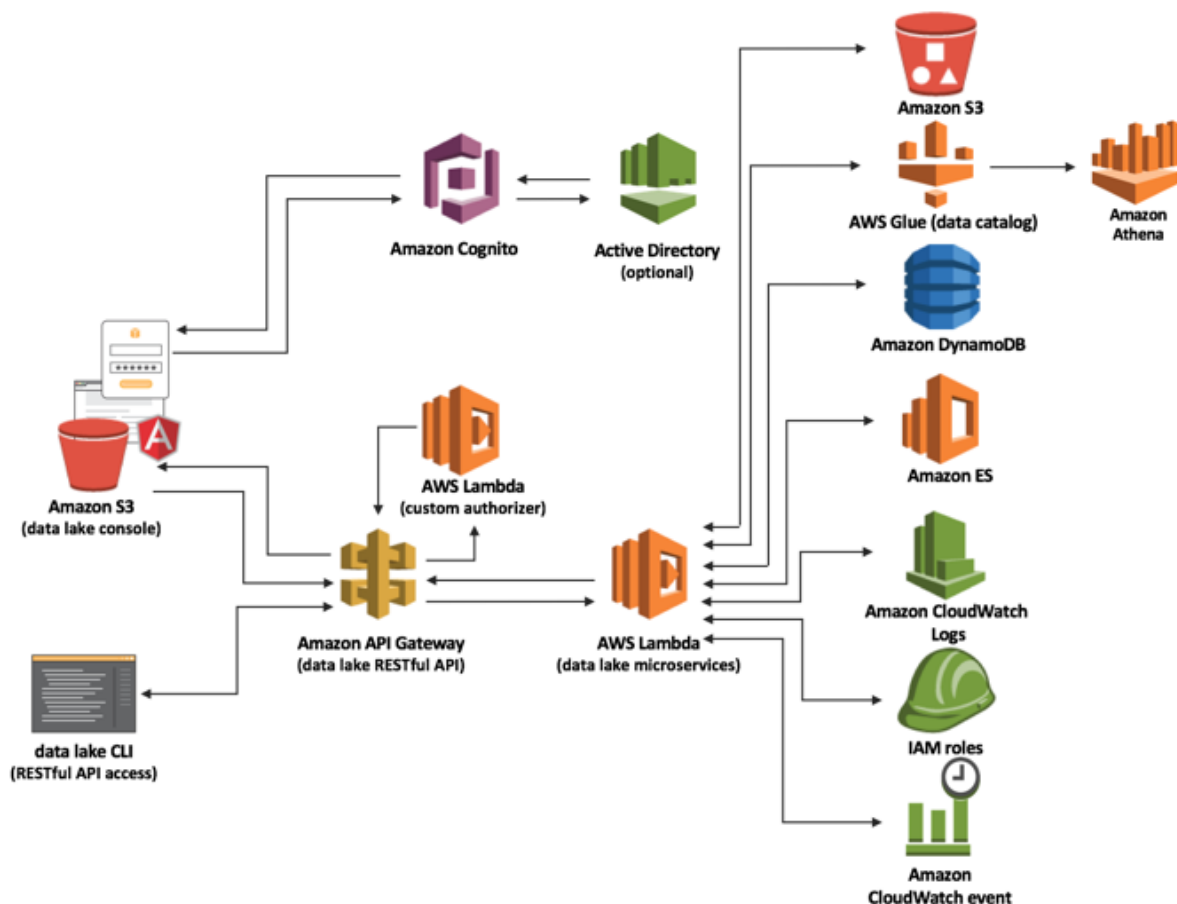 Amazon S3
AWS Glue (data catalog)
Amazon
Athena
Amazon Cognito
Active Directory
(optional)
Amazon DynamoDB
******
A
Amazon S3
(data lake console)
AWS Lambda
(custom authorizer)
Amazon ES
Amazon API Gateway
(data lake RESTful API)
AWS Lambda
(data lake microservices)
Amazon CloudWatch
Logs
data lake CLI
(RESTful API access)
IAM roles
Amazon
CloudWatch event